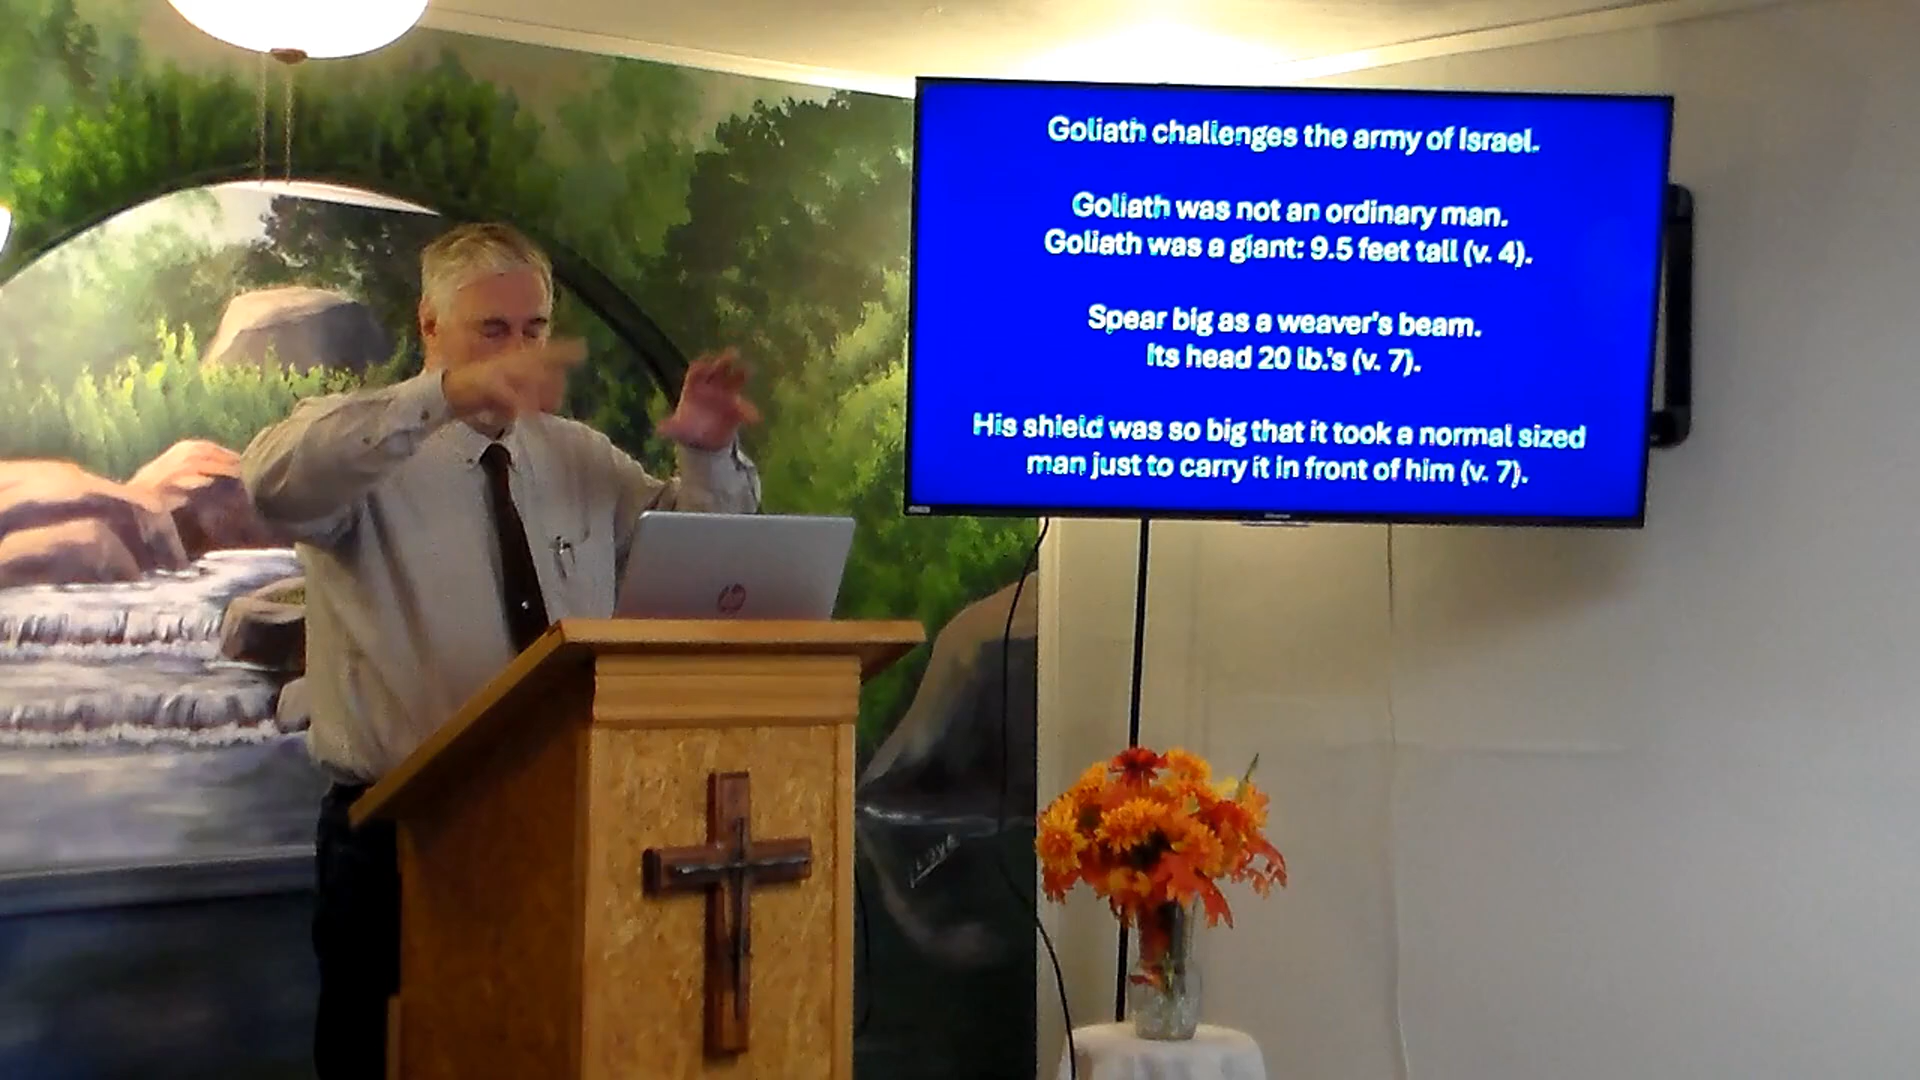 Goliath challenges the army of Israel.
Goliath was not an ordinary man.
Goliath was a giant: 9.5 feet tall (v. 4).
Spear big as a weaver's beam.
Its head 20 lb.'s (v. 7).
His shield was so big that it took a normal sized
man just to carry it in front of him (v. 7).
hp